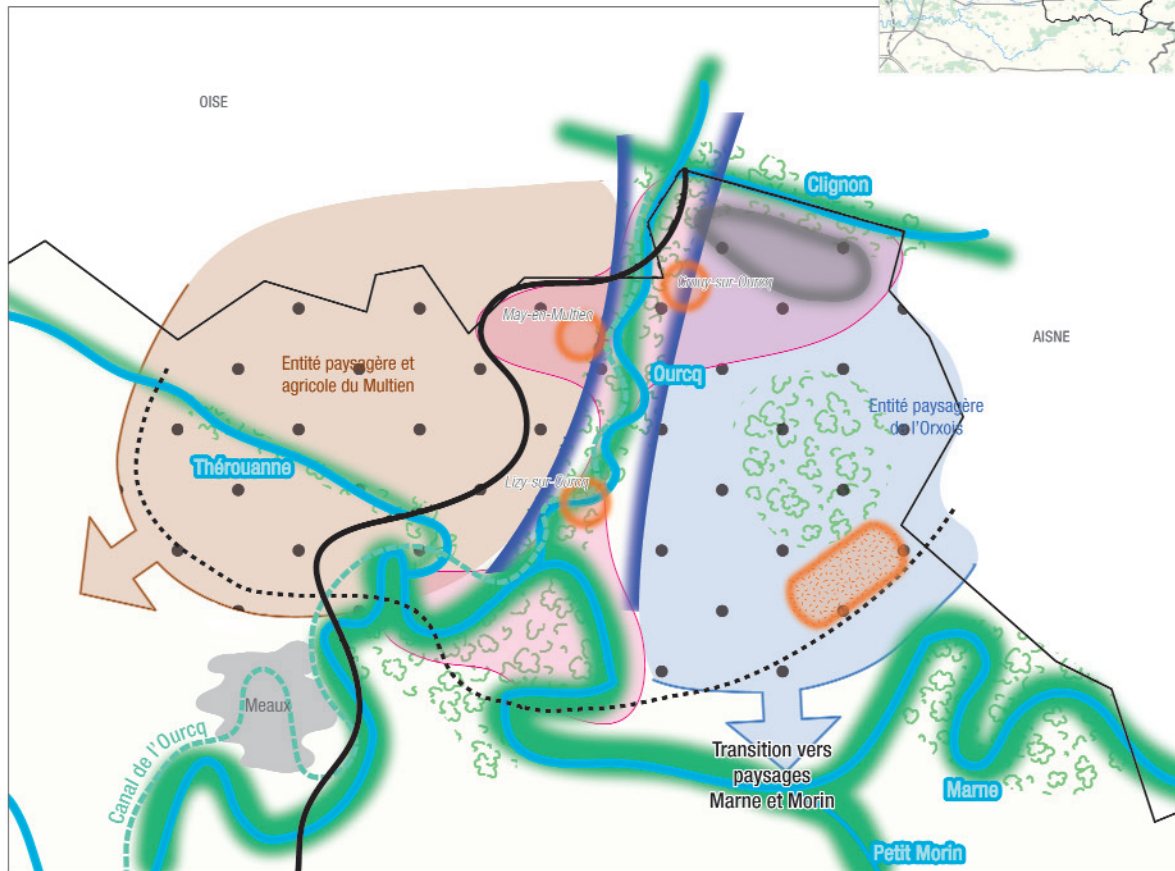 OISE
Clignon
Crouy-sur-Ourcq
May-en-Multien
AISNE
Entité paysagère et
agricole du Multien
Ourcq
Entité paysagère
de l'Orxois
Thérouanne
Lizy-sur-Ourcq
Meaux
Canal de l'Ourcq
Transition vers
paysages
Marne et Morin
Marne
Petit Morin